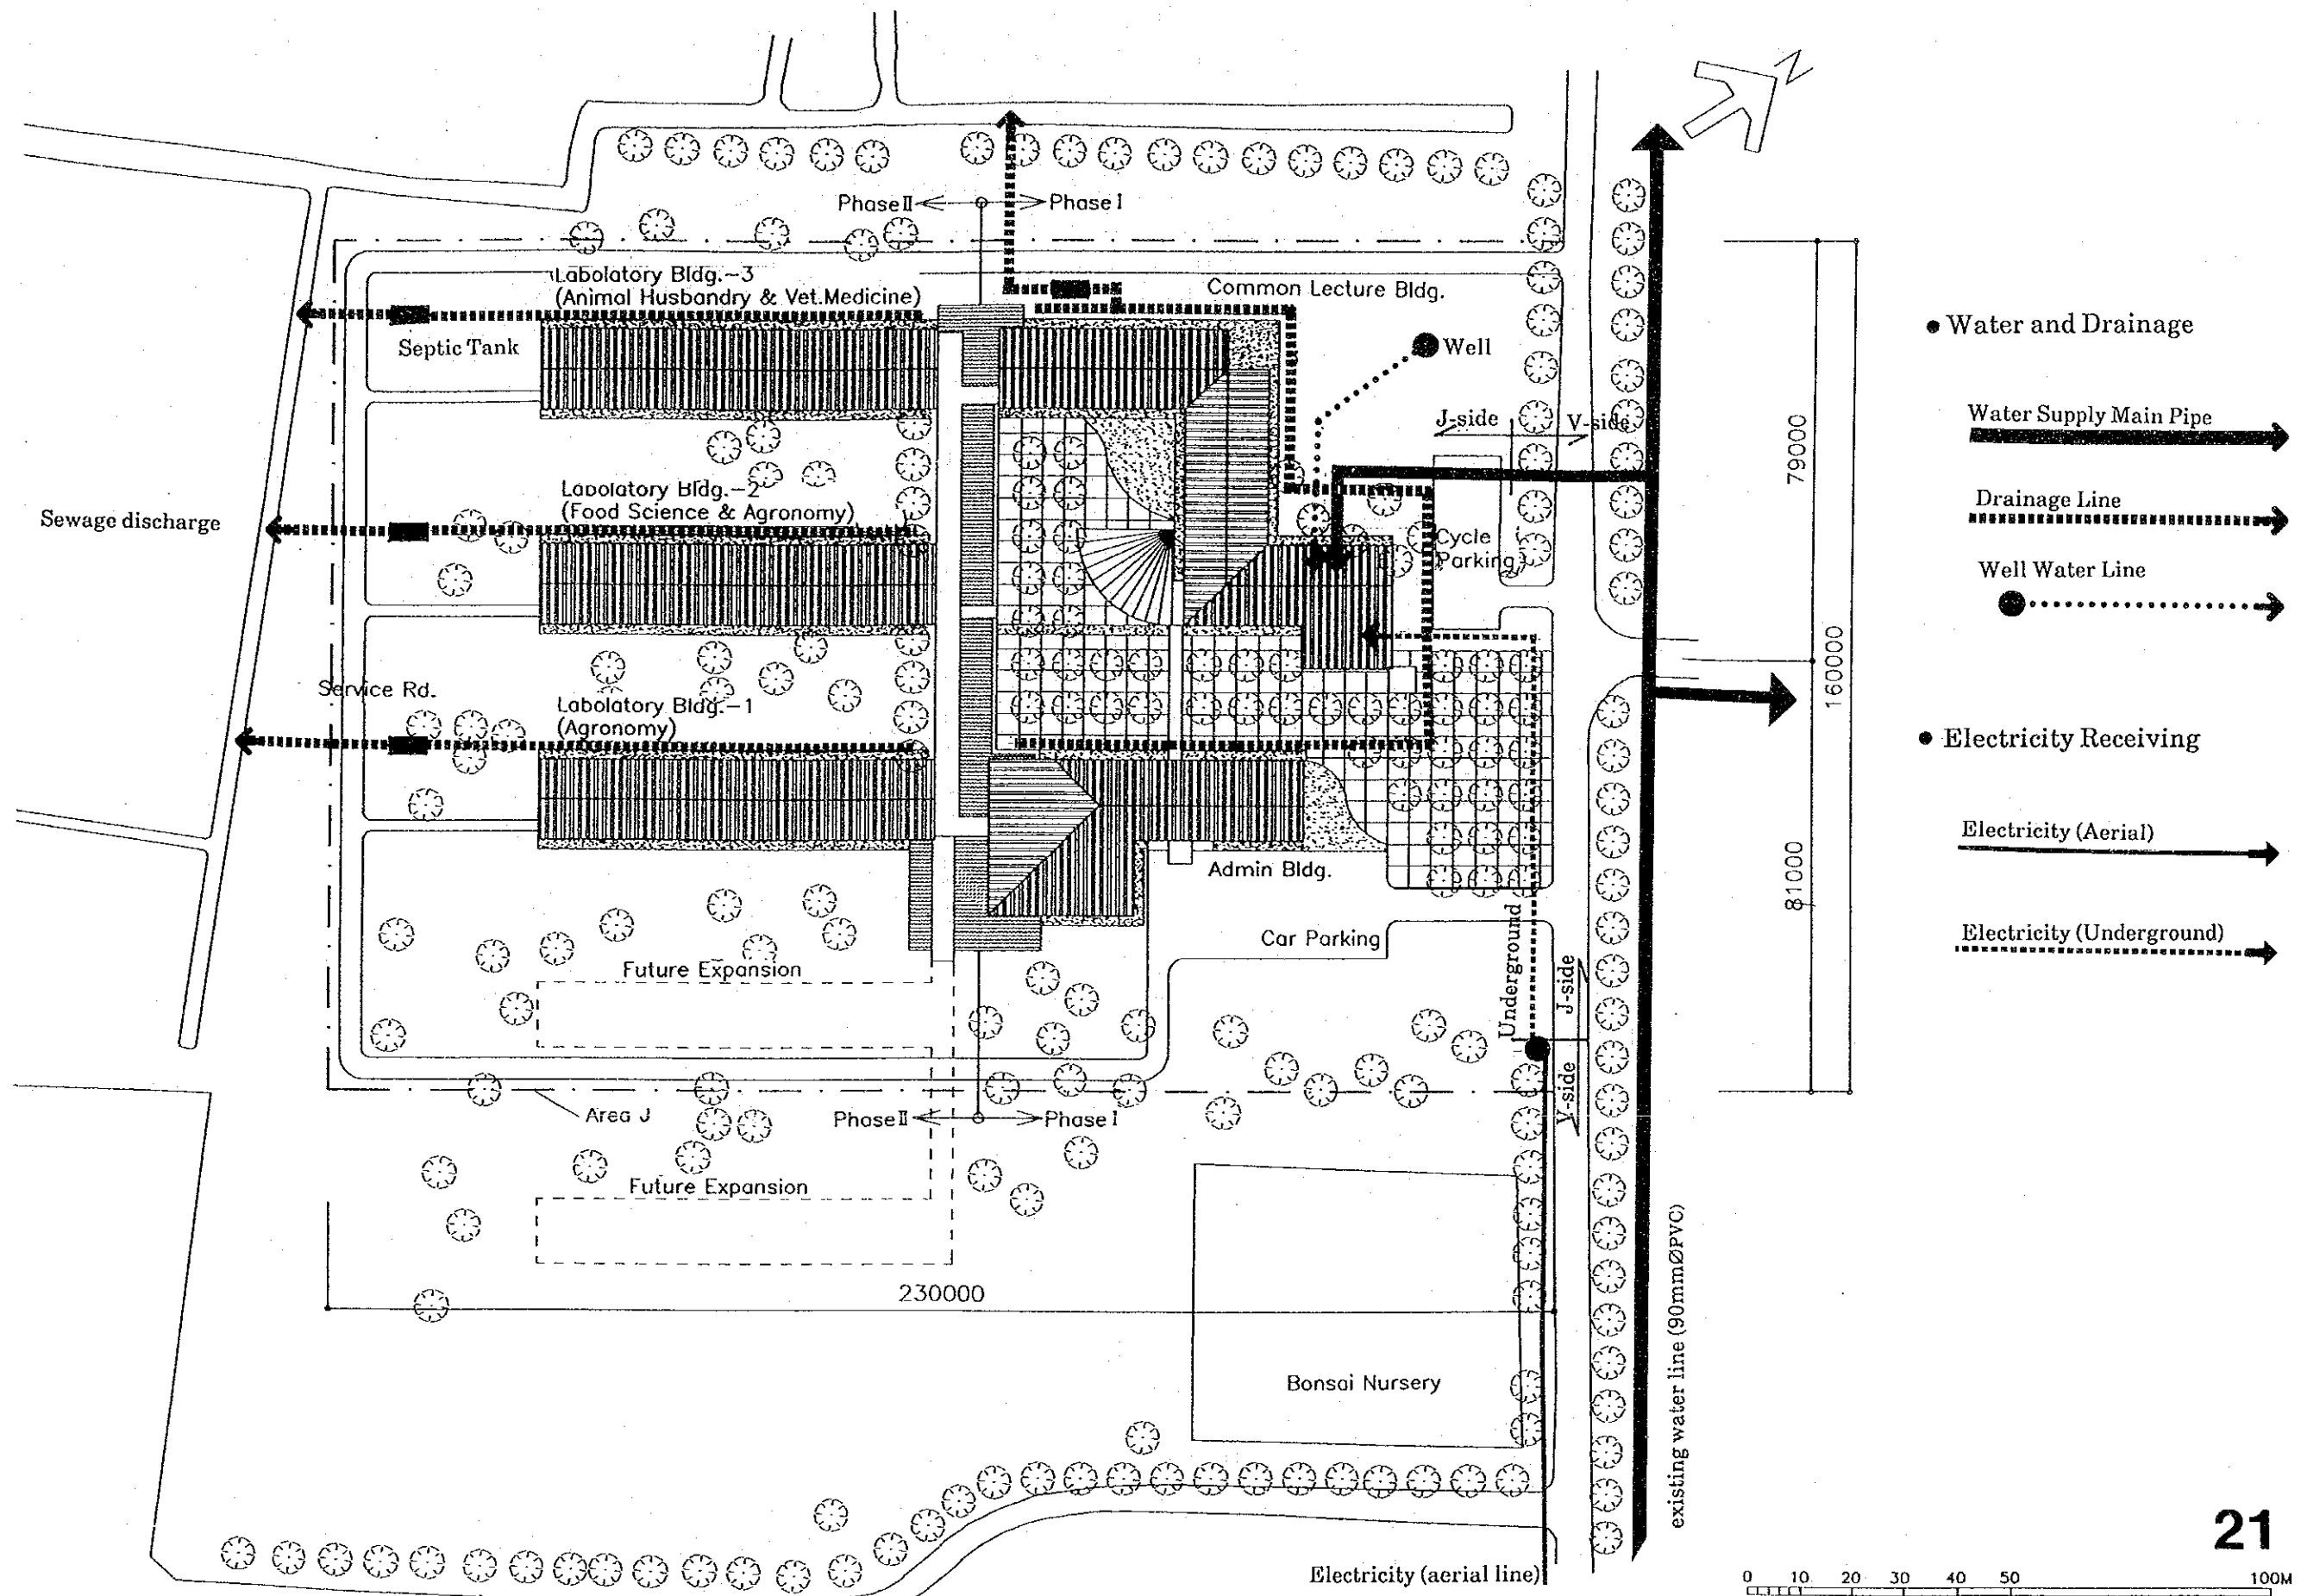 N
Phase II
Phase I
Labolatory Bldg.-3
(Animal Husbandry & Vet.Medicine)
Common Lecture Bldg.
Septic Tank
Well
J-side
V-side
Labolatory Bldg.-2
(Food Science & Agronomy)
Sewage discharge
Cycle
Parking
Service Rd.
Labolatory Bldg.-1
(Agronomy)
Admin Bldg.
Car Parking
Underground
J-side
V-side
Future Expansion
Area J
Phase II
Phase I
Future Expansion
230000
Bonsai Nursery
existing water line (90mmØPVC)
Electricity (aerial line)
79000
160000
81000
• Water and Drainage
Water Supply Main Pipe
Drainage Line
Well Water Line
• Electricity Receiving
Electricity (Aerial)
Electricity (Underground)
21
0 10 20 30 40 50 100M